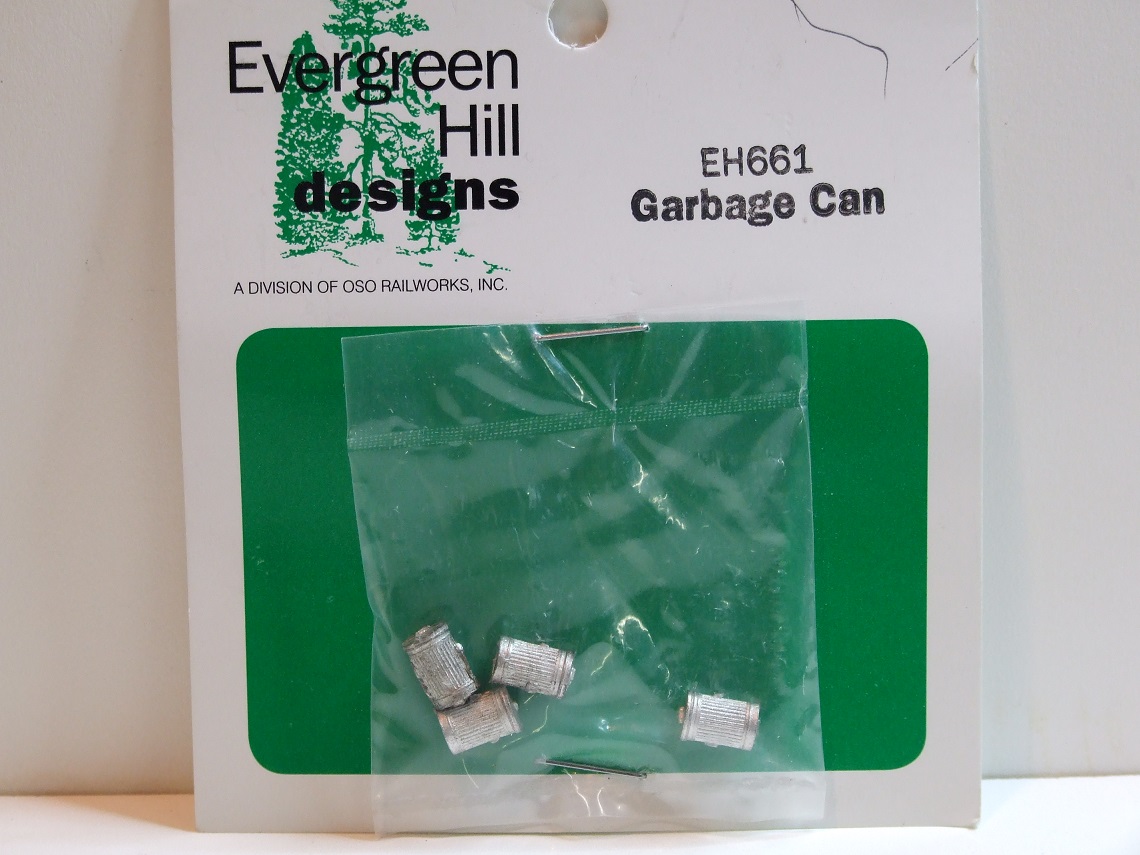 Evergreen
Hill
designs
A DIVISION OF OSO RAILWORKS, INC.
EH661
Garbage Can